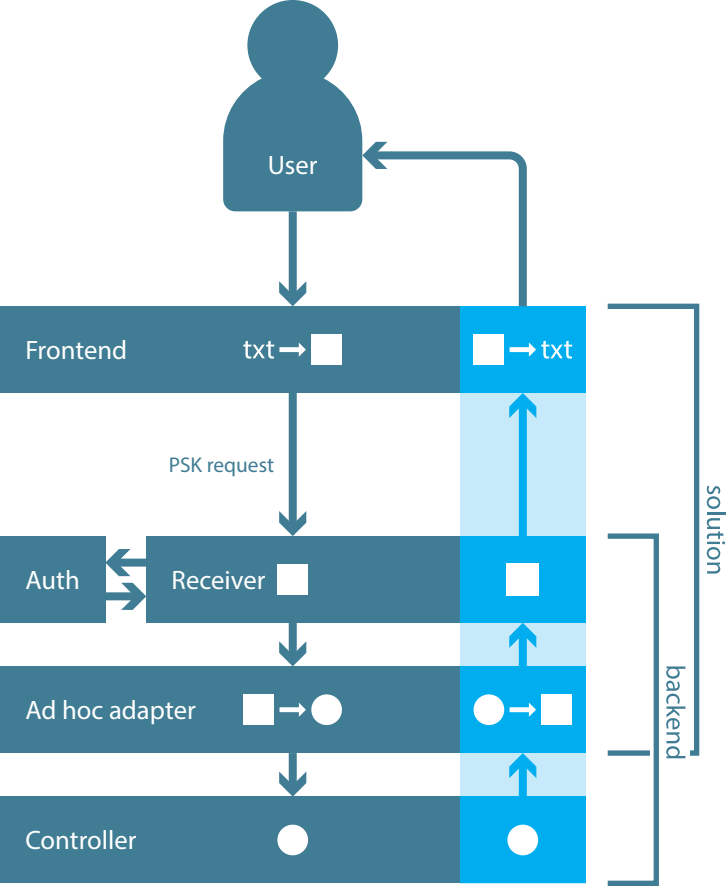 User
Frontend
txt
txt
PSK request
solution
Auth
Receiver
backend
Ad hoc adapter
Controller